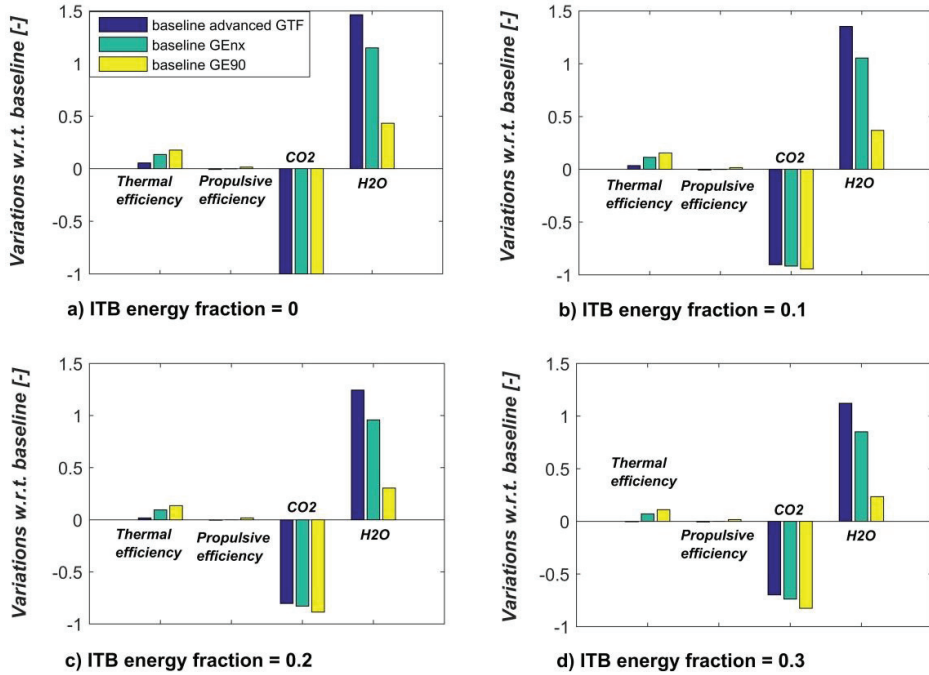 Variations w.r.t. baseline [-]
1.5
1
0.5
0
-0.5
-1
baseline advanced GTF
baseline GEnx
baseline GE90
Thermal
efficiency
Propulsive
efficiency
CO2
H2O
a) ITB energy fraction = 0
Variations w.r.t. baseline [-]
1.5
1
0.5
0
-0.5
-1
Thermal
efficiency
Propulsive
efficiency
CO2
H2O
b) ITB energy fraction = 0.1
Variations w.r.t. baseline [-]
1.5
1
0.5
0
-0.5
-1
Thermal
efficiency
Propulsive
efficiency
CO2
H2O
c) ITB energy fraction = 0.2
Variations w.r.t. baseline [-]
1.5
1
0.5
0
-0.5
-1
Thermal
efficiency
Propulsive
efficiency
CO2
H2O
d) ITB energy fraction = 0.3